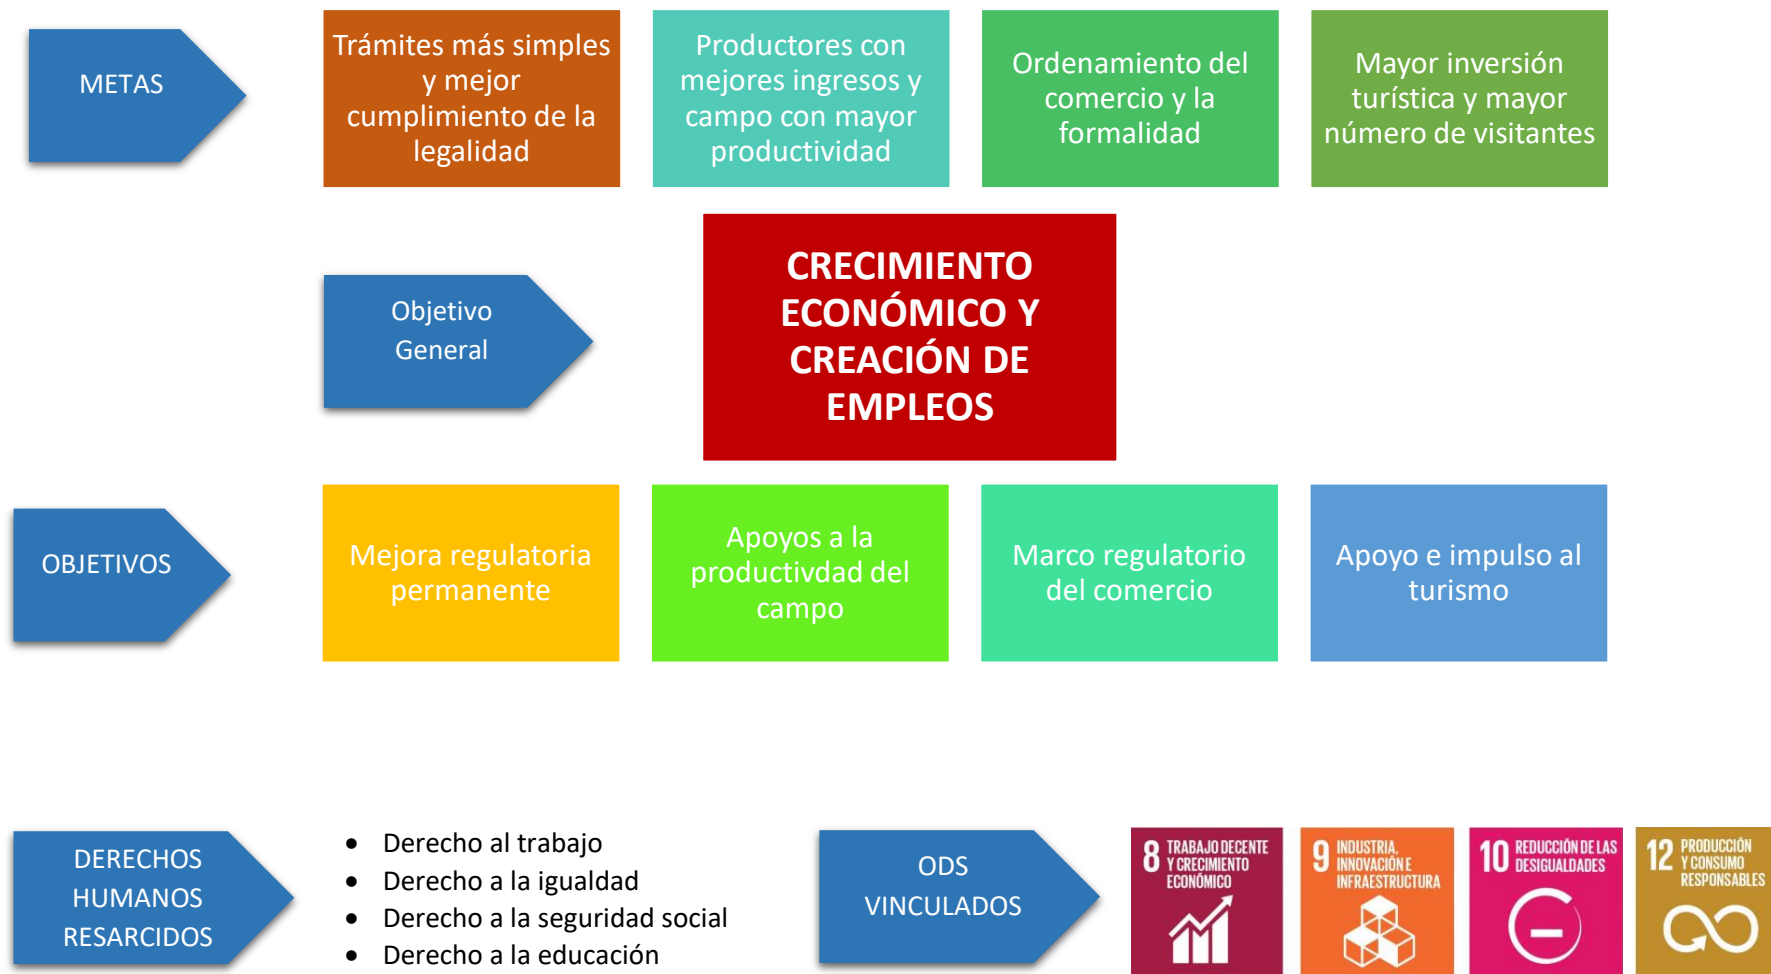 METAS
Trámites más simples
y mejor
cumplimiento de la
legalidad
Productores con
mejores ingresos y
campo con mayor
productividad
Ordenamiento del
comercio y la
formalidad
Mayor inversión
turística y mayor
número de visitantes
Objetivo
General
CRECIMIENTO
ECONÓMICO Y
CREACIÓN DE
EMPLEOS
OBJETIVOS
Mejora regulatoria
permanente
Apoyos a la
productivdad del
campo
Marco regulatorio
del comercio
Apoyo e impulso al
turismo
DERECHOS
HUMANOS
RESARCIDOS
• Derecho al trabajo
• Derecho a la igualdad
• Derecho a la seguridad social
• Derecho a la educación
ODS
VINCULADOS
8 TRABAJO DECENTE
Y CRECIMIENTO
ECONÓMICO
9 INDUSTRIA,
INNOVACIÓN E
INFRAESTRUCTURA
10 REDUCCIÓN DE LAS
DESIGUALDADES
12 PRODUCCIÓN
Y CONSUMO
RESPONSABLES